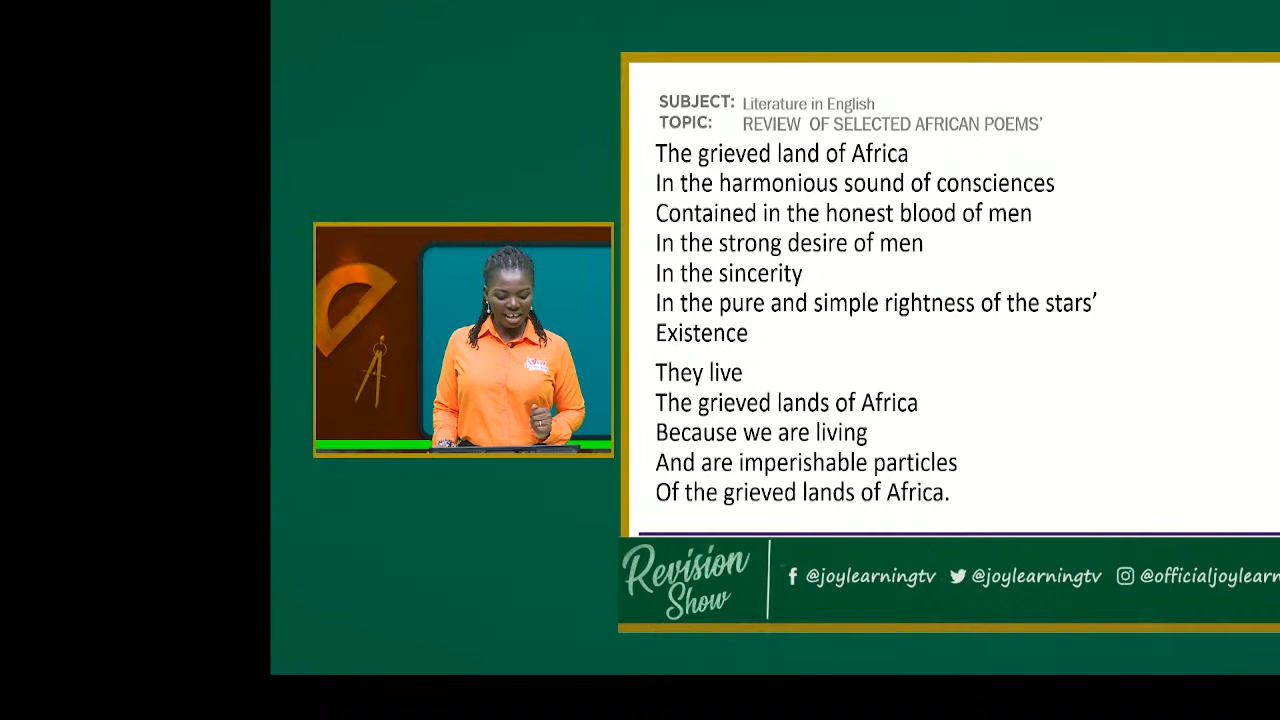 SUBJECT: Literature in English
TOPIC: REVIEW OF SELECTED AFRICAN POEMS’
The grieved land of Africa
In the harmonious sound of consciences
Contained in the honest blood of men
In the strong desire of men
In the sincerity
In the pure and simple rightness of the stars’
Existence
They live
The grieved lands of Africa
Because we are living
And are imperishable particles
Of the grieved lands of Africa.
Revision
Show
@joylearningtv @joylearningtv @officialjoylearn